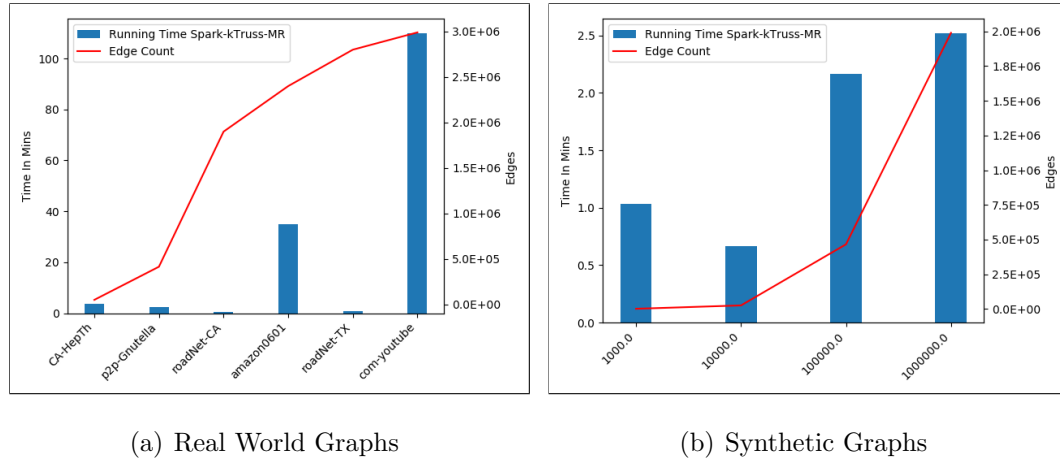 Running Time Spark-kTruss-MR
Edge Count
Time In Mins
100
80
60
40
20
0
3.0E+06
2.5E+06
2.0E+06
1.5E+06
1.0E+06
5.0E+05
0.0E+00
Edges
CA-HepTh
p2p-Gnutella
roadNet-CA
amazon0601
roadNet-TX
com-youtube
(a) Real World Graphs
Running Time Spark-kTruss-MR
Edge Count
Time In Mins
2.5
2.0
1.5
1.0
0.5
0.0
2.0E+06
1.8E+06
1.5E+06
1.2E+06
1.0E+06
7.5E+05
5.0E+05
2.5E+05
0.0E+00
Edges
1000.0
10000.0
100000.0
1000000.0
(b) Synthetic Graphs